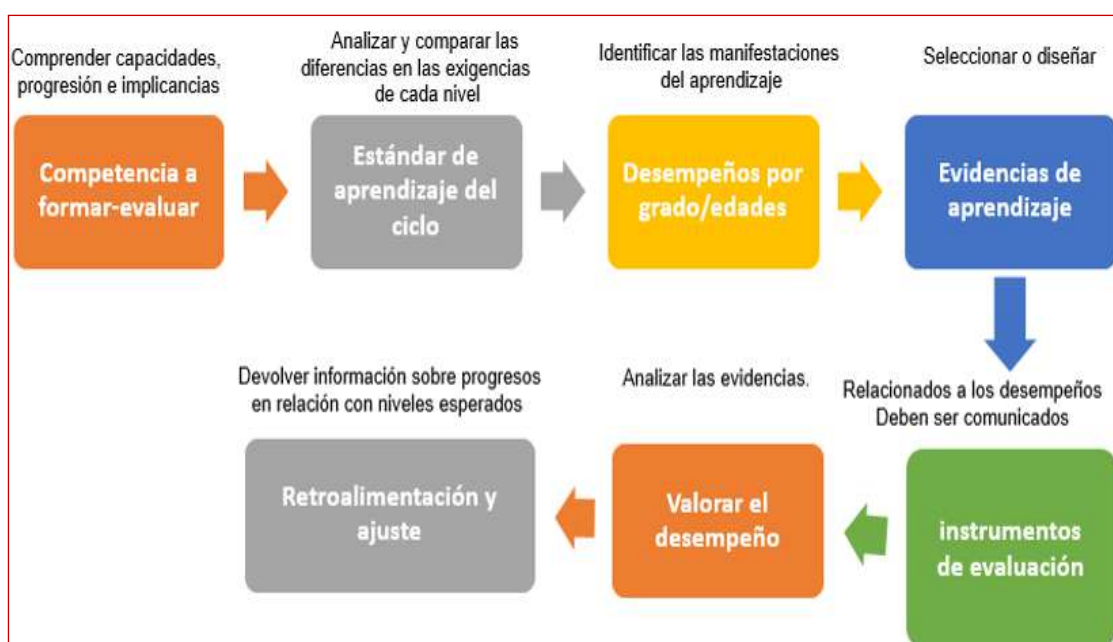 Comprender capacidades,
progresión e implicancias
Competencia a
formar-evaluar
Analizar y comparar las
diferencias en las exigencias
de cada nivel
Estándar de
aprendizaje del
ciclo
Identificar las manifestaciones
del aprendizaje
Desempeños por
grado/edades
Seleccionar o diseñar
Evidencias de
aprendizaje
Relacionados a los desempeños
Deben ser comunicados
instrumentos
de evaluación
Analizar las evidencias.
Valorar el
desempeño
Devolver información sobre progresos
en relación con niveles esperados
Retroalimentación y
ajuste